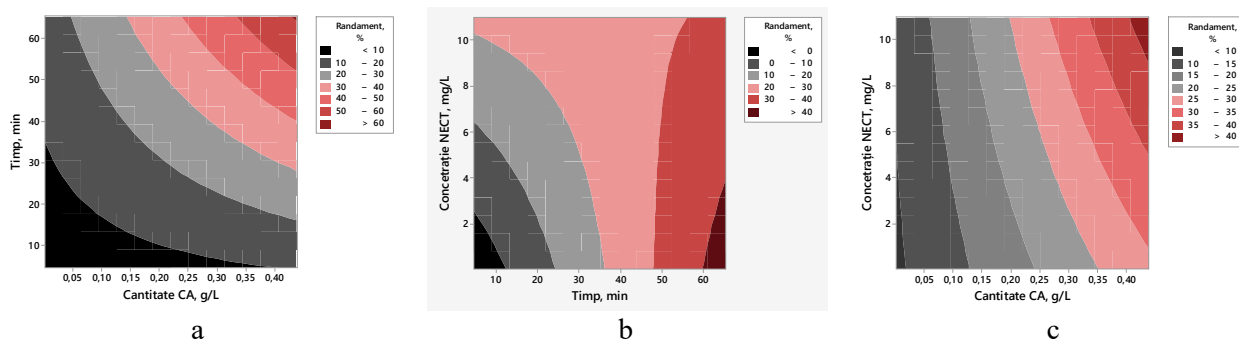 Randament,
%
< 10
10 – 20
20 – 30
30 – 40
40 – 50
50 – 60
> 60
Timp, min
60
50
40
30
20
10
0,05 0,10 0,15 0,20 0,25 0,30 0,35 0,40
Cantitate CA, g/L
a
Randament,
%
< 0
0 – 10
10 – 20
20 – 30
30 – 40
> 40
Concetrație NECT, mg/L
10
8
6
4
2
10 20 30 40 50 60
Timp, min
b
Randament,
%
< 10
10 – 15
15 – 20
20 – 25
25 – 30
30 – 35
35 – 40
> 40
Concetrație NECT, mg/L
10
8
6
4
2
0,05 0,10 0,15 0,20 0,25 0,30 0,35 0,40
Cantitate CA, g/L
c